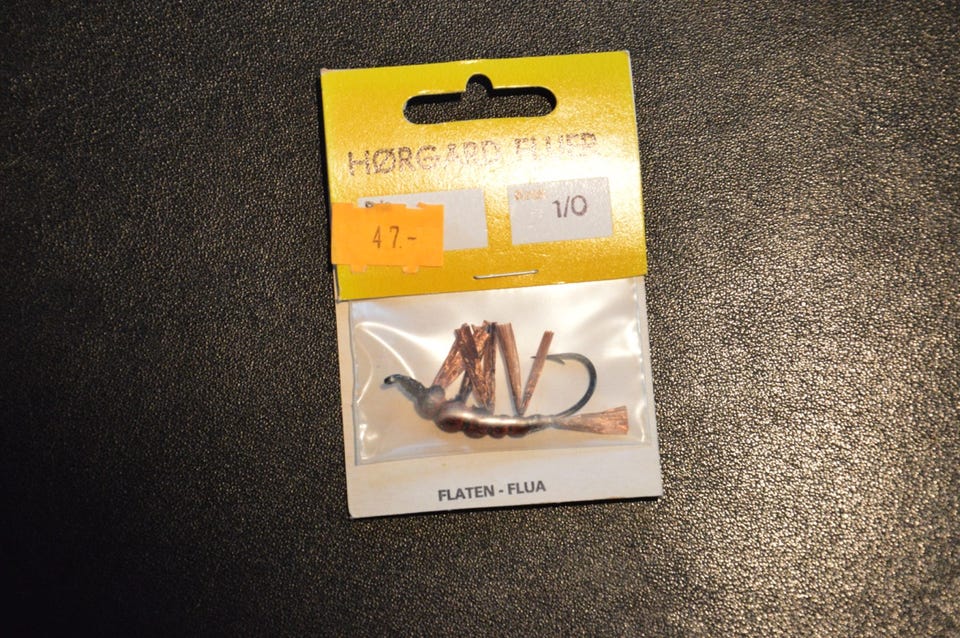 HØRGARD FLUER
47.-
1/0
FLATEN - FLUA